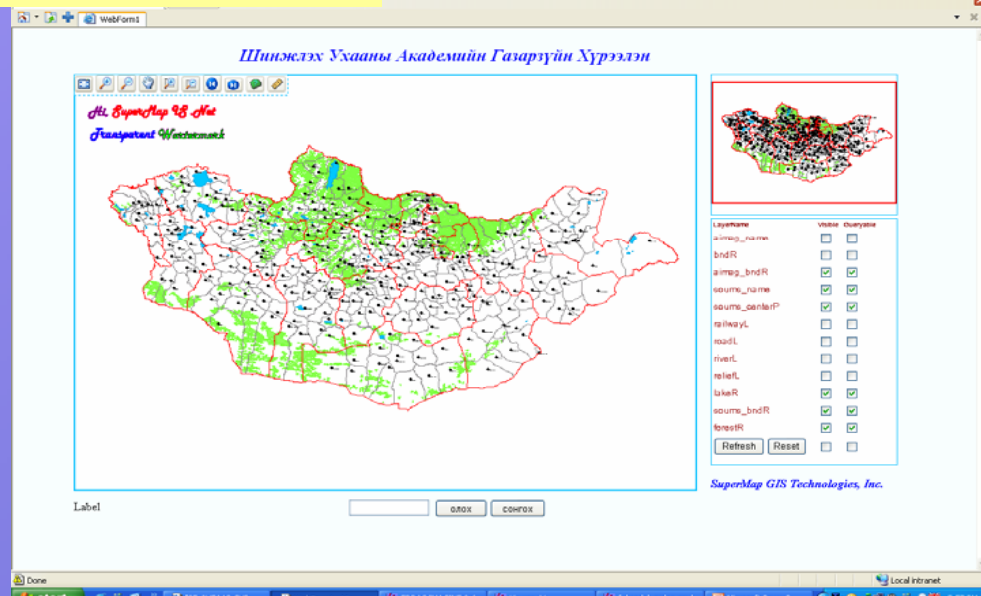 WebForm1
Шинжлэх Ухааны Академийн Газарзүйн Хүрээлэн
Hi, SuperMap IS .Net
Transparent Watermark
LayerName Visible Queryable
aimag_name
bndR
aimag_bndR
soums_name
soums_centerP
railwayL
roadL
riverL
reliefL
lakeR
soums_bndR
forestR
Refresh Reset
SuperMap GIS Technologies, Inc.
Label
олох сонгох
Done
Local intranet